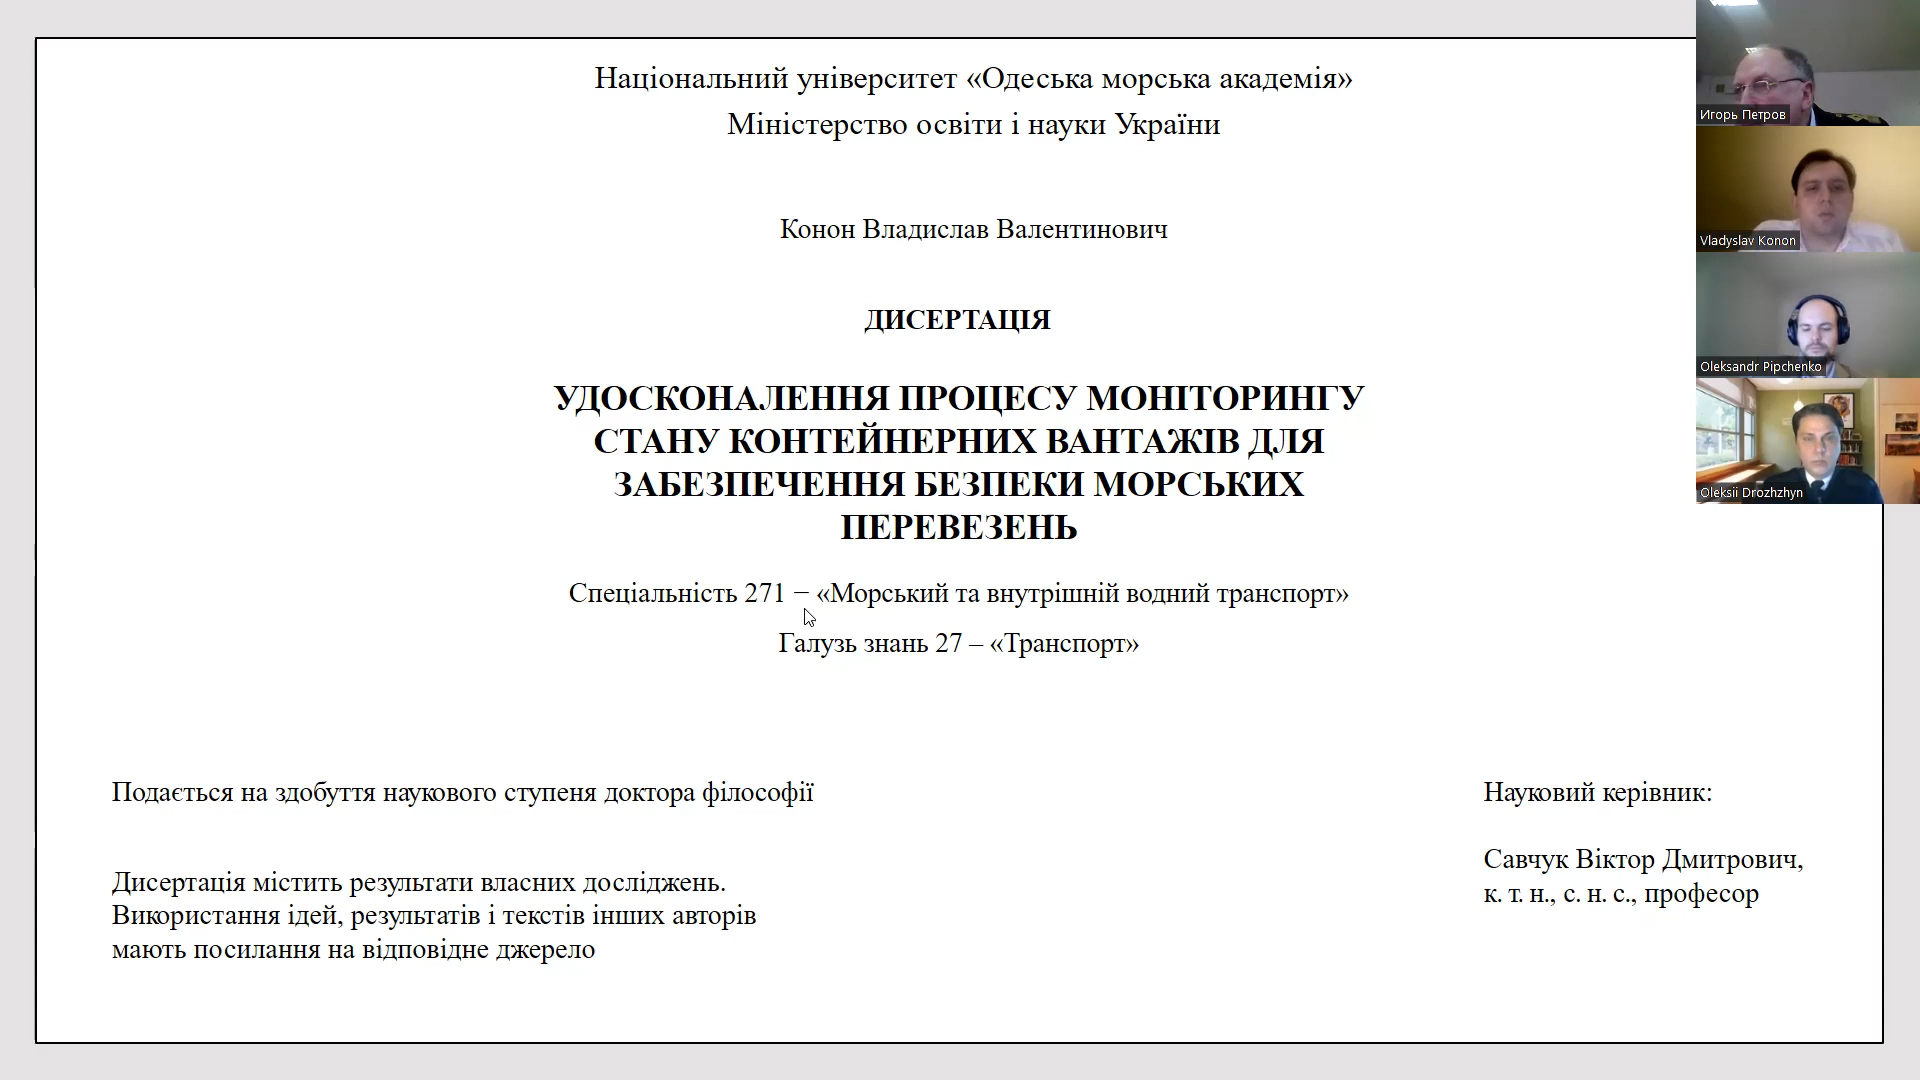 Національний університет «Одеська морська академія»
Міністерство освіти і науки України
Конон Владислав Валентинович
ДИСЕРТАЦІЯ
УДОСКОНАЛЕННЯ ПРОЦЕСУ МОНІТОРИНГУ
СТАНУ КОНТЕЙНЕРНИХ ВАНТАЖІВ ДЛЯ
ЗАБЕЗПЕЧЕННЯ БЕЗПЕКИ МОРСЬКИХ
ПЕРЕВЕЗЕНЬ
Спеціальність 271 − «Морський та внутрішній водний транспорт»
Галузь знань 27 – «Транспорт»
Подається на здобуття наукового ступеня доктора філософії
Дисертація містить результати власних досліджень.
Використання ідей, результатів і текстів інших авторів
мають посилання на відповідне джерело
Науковий керівник:
Савчук Віктор Дмитрович,
к. т. н., с. н. с., професор
Игорь Петров
Vladyslav Konon
Oleksandr Pipchenko
Oleksii Drozhzhyn